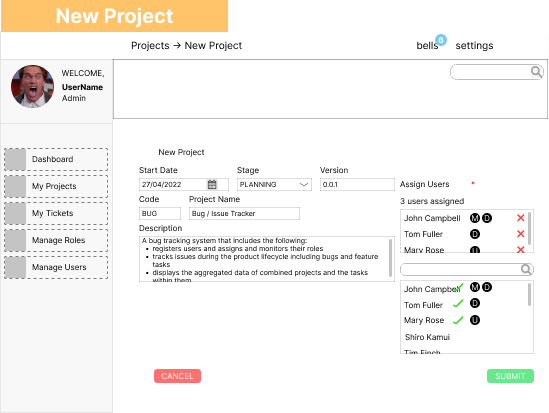 New Project
Projects → New Project
bells
6
settings
WELCOME,
UserName
Admin
Dashboard
My Projects
My Tickets
Manage Roles
Manage Users
New Project
Start Date
Stage
Version
27/04/2022
PLANNING
0.0.1
Code
Project Name
BUG
Bug / Issue Tracker
Description
A bug tracking system that includes the following:
• registers users and assigns and monitors their roles
• tracks issues during the product lifecycle including bugs and feature
tasks
• displays the aggregated data of combined projects and the tasks
within them
Assign Users *
3 users assigned
John Campbell M D
Tom Fuller D
Mary Rose U
John Campbell M D
Tom Fuller D
Mary Rose U
Shiro Kamui
Tim Finch
CANCEL
SUBMIT